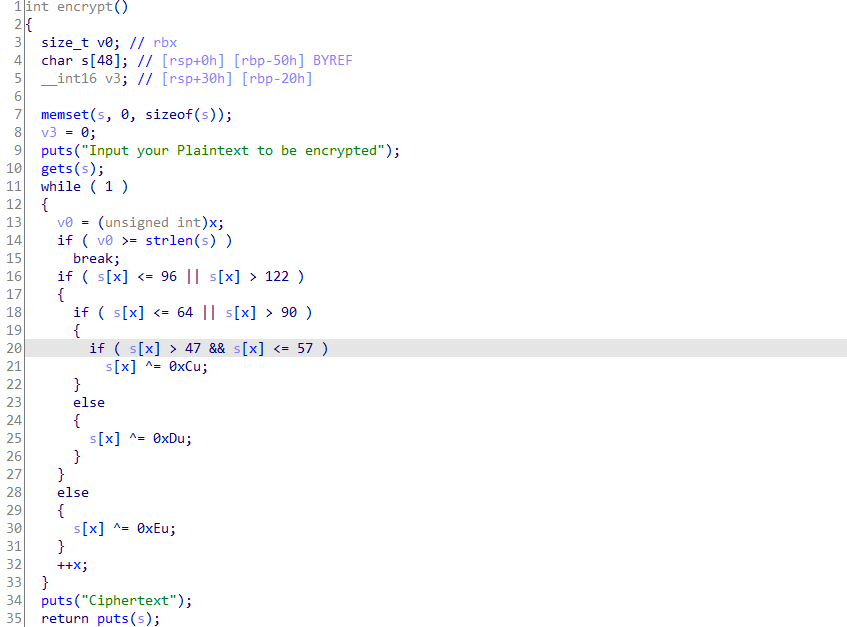 1 int encrypt()
2 {
3   size_t v0; // rbx
4   char s[48]; // [rsp+0h] [rbp-50h] BYREF
5   __int16 v3; // [rsp+30h] [rbp-20h]
6
7   memset(s, 0, sizeof(s));
8   v3 = 0;
9   puts("Input your Plaintext to be encrypted");
10   gets(s);
11   while ( 1 )
12   {
13     v0 = (unsigned int)x;
14     if ( v0 >= strlen(s) )
15       break;
16     if ( s[x] <= 96 || s[x] > 122 )
17     {
18       if ( s[x] <= 64 || s[x] > 90 )
19       {
20         if ( s[x] > 47 && s[x] <= 57 )
21           s[x] ^= 0xCu;
22       }
23       else
24       {
25         s[x] ^= 0xDu;
26       }
27     }
28     else
29     {
30       s[x] ^= 0xEu;
31     }
32     ++x;
33   }
34   puts("Ciphertext");
35   return puts(s);